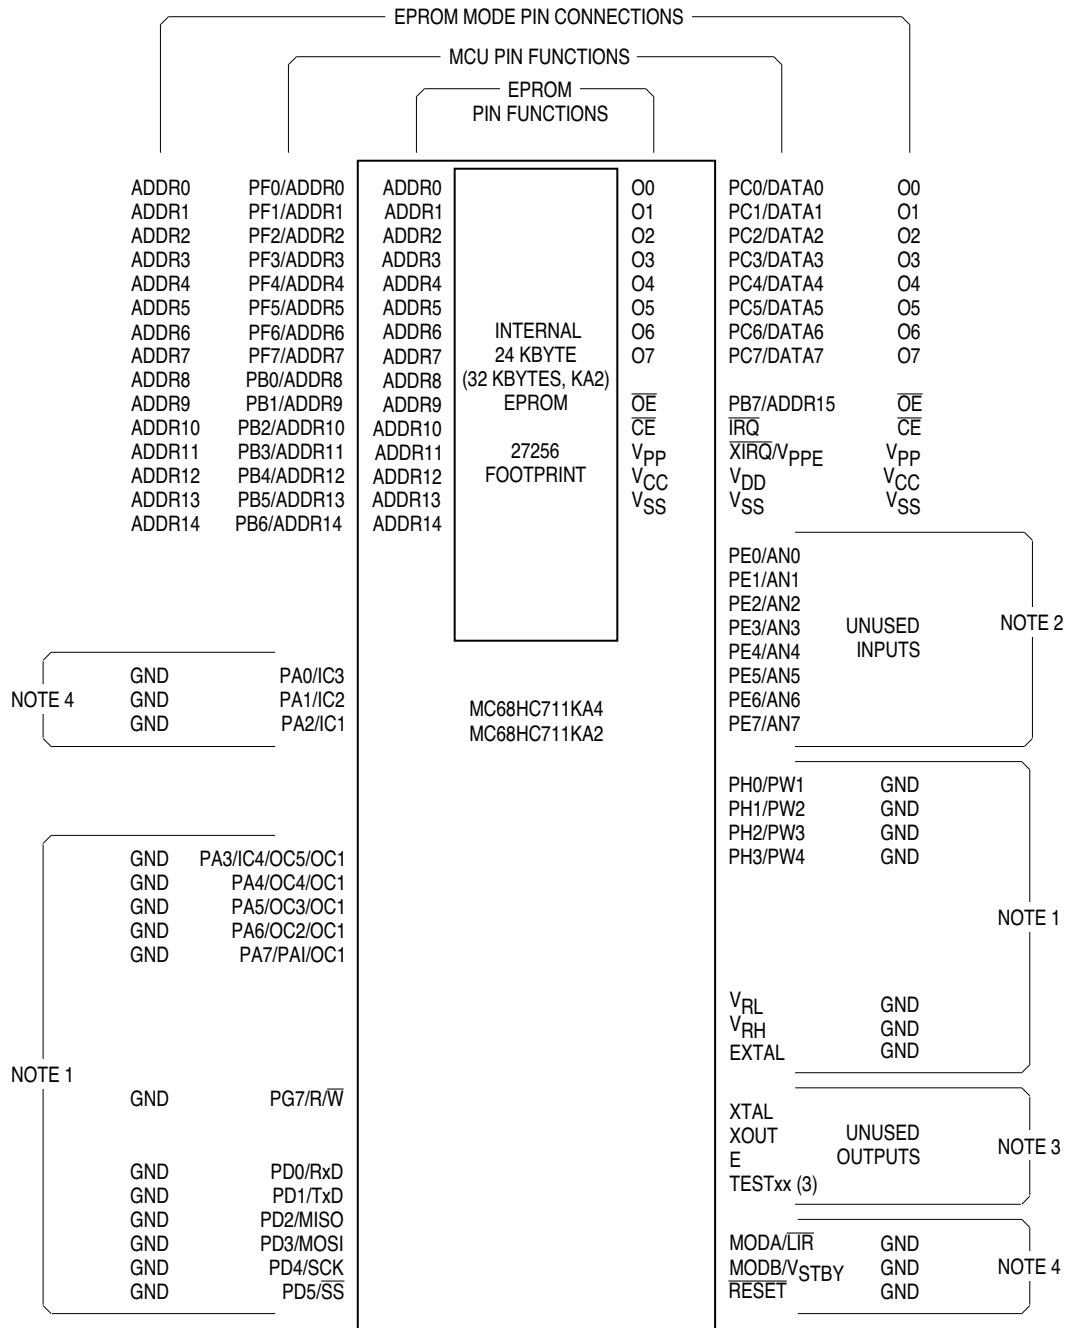 EPROM MODE PIN CONNECTIONS
MCU PIN FUNCTIONS
EPROM
PIN FUNCTIONS
ADDR0 PF0/ADDR0 ADDR0 O0 PC0/DATA0 O0
ADDR1 PF1/ADDR1 ADDR1 O1 PC1/DATA1 O1
ADDR2 PF2/ADDR2 ADDR2 O2 PC2/DATA2 O2
ADDR3 PF3/ADDR3 ADDR3 O3 PC3/DATA3 O3
ADDR4 PF4/ADDR4 ADDR4 O4 PC4/DATA4 O4
ADDR5 PF5/ADDR5 ADDR5 O5 PC5/DATA5 O5
ADDR6 PF6/ADDR6 ADDR6 INTERNAL O6 PC6/DATA6 O6
ADDR7 PF7/ADDR7 ADDR7 24 KBYTE O7 PC7/DATA7 O7
ADDR8 PB0/ADDR8 ADDR8 (32 KBYTES, KA2)
ADDR9 PB1/ADDR9 ADDR9 EPROM O̅E̅ PB7/ADDR15 O̅E̅
ADDR10 PB2/ADDR10 ADDR10 C̅E̅ I̅R̅Q̅ C̅E̅
ADDR11 PB3/ADDR11 ADDR11 27256 VPP X̅I̅R̅Q̅/VPPE VPP
ADDR12 PB4/ADDR12 ADDR12 FOOTPRINT VCC VDD VCC
ADDR13 PB5/ADDR13 ADDR13 VSS VSS VSS
ADDR14 PB6/ADDR14 ADDR14
PE0/AN0
PE1/AN1
PE2/AN2
PE3/AN3 UNUSED NOTE 2
PE4/AN4 INPUTS
GND PA0/IC3 PE5/AN5
NOTE 4 GND PA1/IC2 PE6/AN6
GND PA2/IC1 PE7/AN7
MC68HC711KA4
MC68HC711KA2
PH0/PW1 GND
PH1/PW2 GND
PH2/PW3 GND
GND PA3/IC4/OC5/OC1 PH3/PW4 GND
GND PA4/OC4/OC1
GND PA5/OC3/OC1
NOTE 1
GND PA6/OC2/OC1
GND PA7/PAI/OC1
VRL GND
VRH GND
EXTAL GND
NOTE 1
GND PG7/R/W̅
XTAL
XOUT UNUSED NOTE 3
E OUTPUTS
GND PD0/RxD TESTxx (3)
GND PD1/TxD
GND PD2/MISO
GND PD3/MOSI MODA/L̅I̅R̅ GND
GND PD4/SCK MODB/VSTBY GND NOTE 4
GND PD5/S̅S̅ R̅E̅S̅E̅T̅ GND